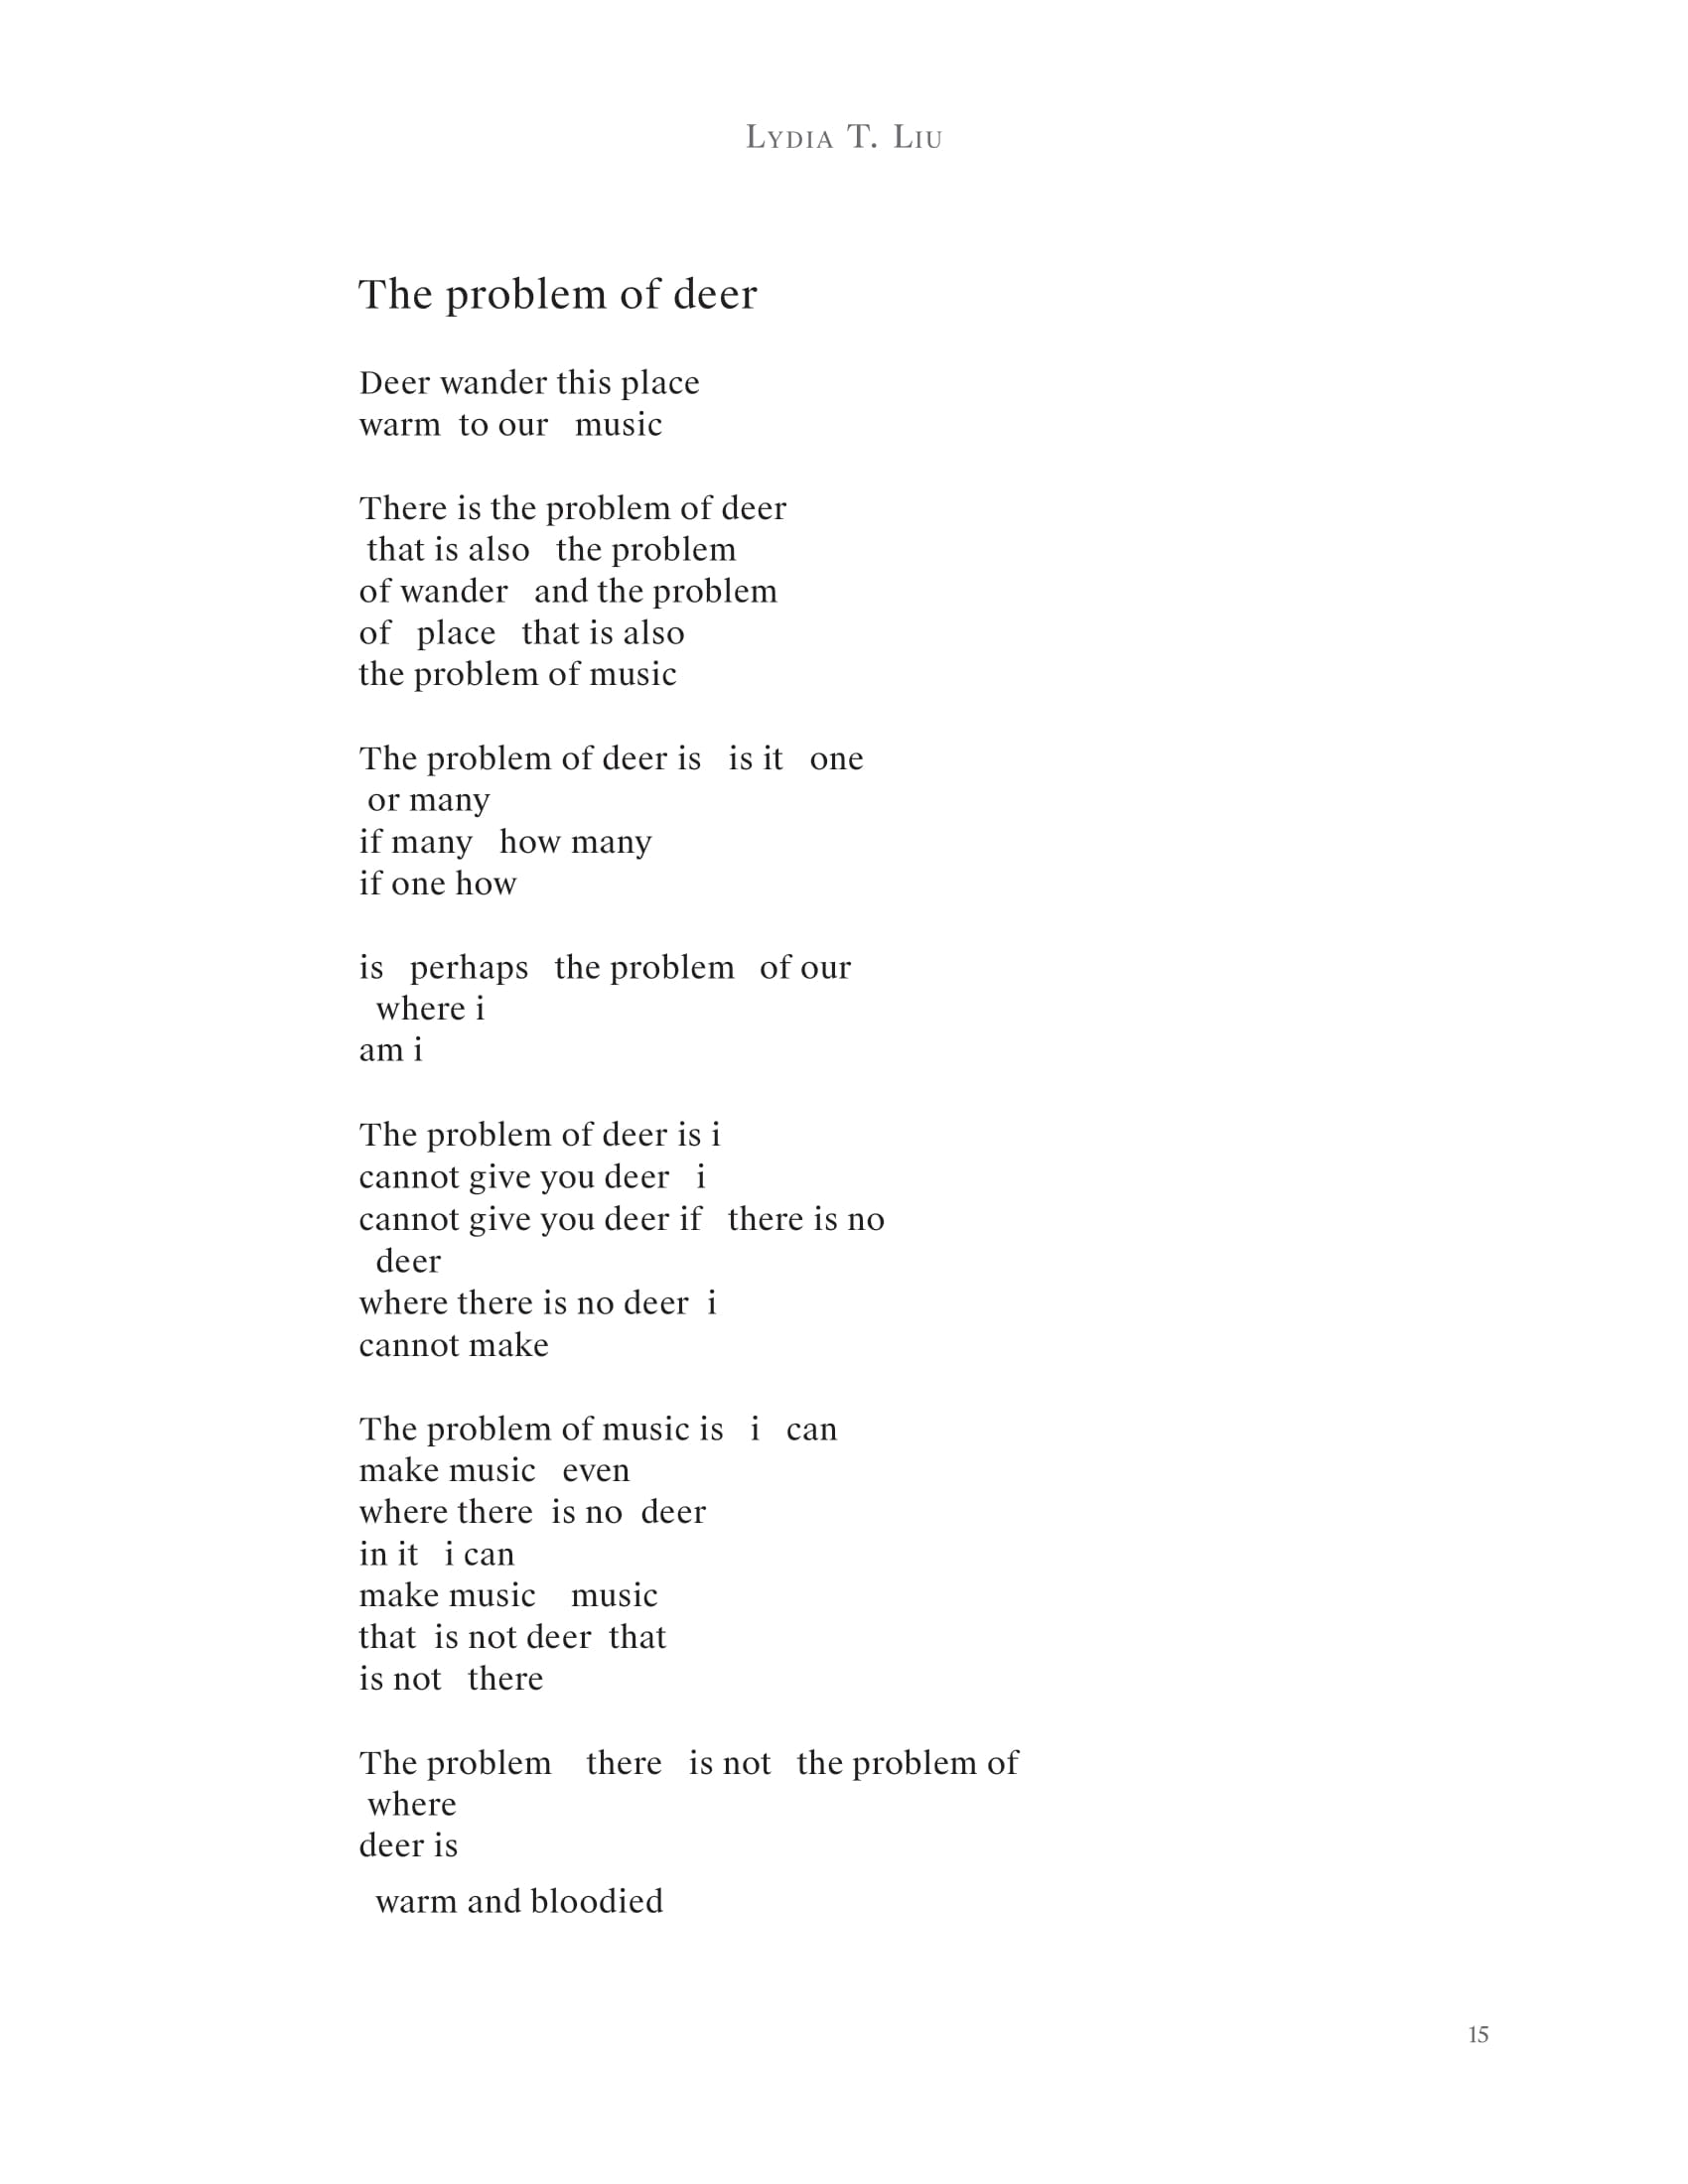 Lydia T. Liu
The problem of deer
Deer wander this place
warm  to our   music
There is the problem of deer
 that is also   the problem
of wander   and the problem
of   place   that is also
the problem of music
The problem of deer is   is it   one
 or many
if many   how many
if one how
is   perhaps   the problem   of our
  where i
am i
The problem of deer is i
cannot give you deer   i
cannot give you deer if   there is no
  deer
where there is no deer  i
cannot make
The problem of music is   i   can
make music   even
where there  is no  deer
in it   i can
make music    music
that  is not deer  that
is not   there
The problem    there   is not   the problem of
 where
deer is
  warm and bloodied
15